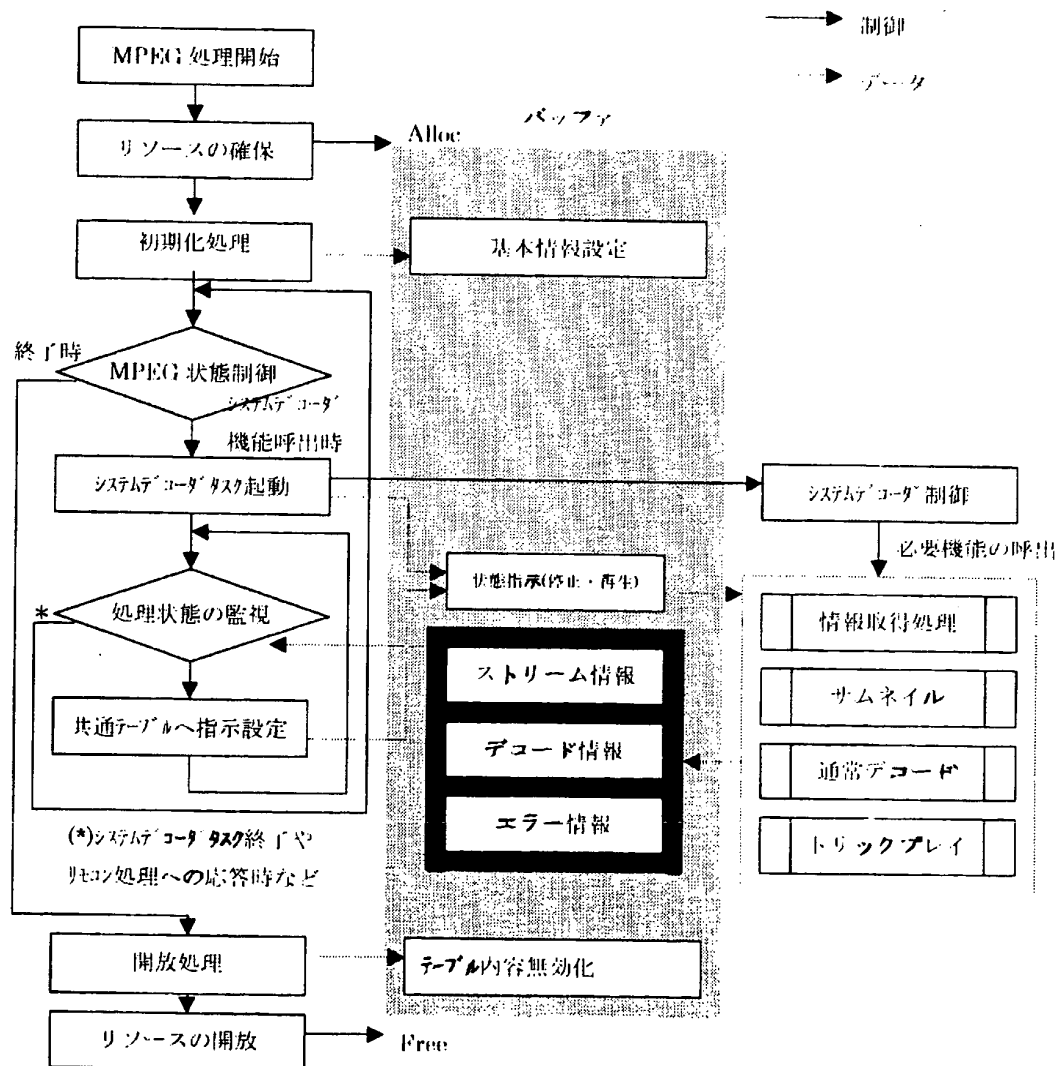 制御
データ
MPEG 処理開始
バッファ
Alloc
リソースの確保
初期化処理
基本情報設定
終了時
MPEG 状態制御
システムデコーダ
機能呼出時
システムデコーダタスク起動
システムデコーダ制御
必要機能の呼出
状態指示(停止・再生)
*
処理状態の監視
情報取得処理
ストリーム情報
サムネイル
共通テーブルへ指示設定
デコード情報
通常デコード
エラー情報
トリックプレイ
(*)システムデコーダタスク終了や
リモコン処理への応答時など
開放処理
テーブル内容無効化
リソースの開放
Free